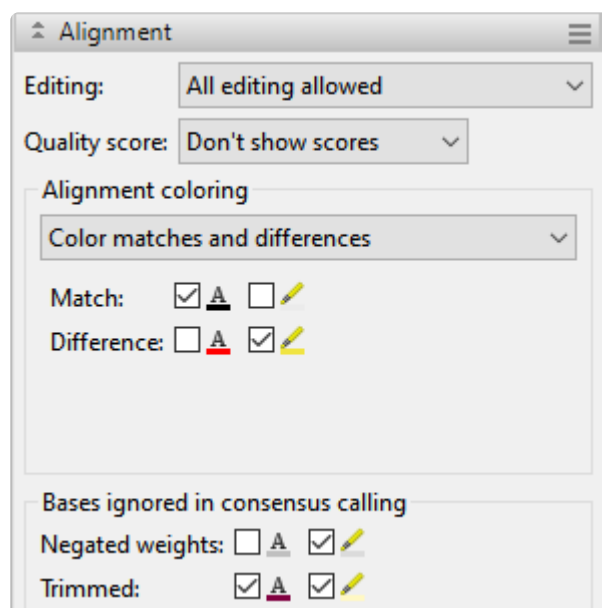 Alignment
Editing: All editing allowed
Quality score: Don't show scores
Alignment coloring
Color matches and differences
Match: A
Difference: A
Bases ignored in consensus calling
Negated weights: A
Trimmed: A